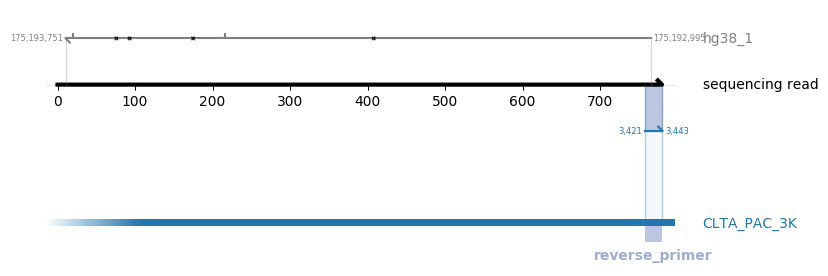 175,193,751 175,192,995 hg38_1
sequencing read
0 100 200 300 400 500 600 700
3,421 3,443
CLTA_PAC_3K
reverse_primer